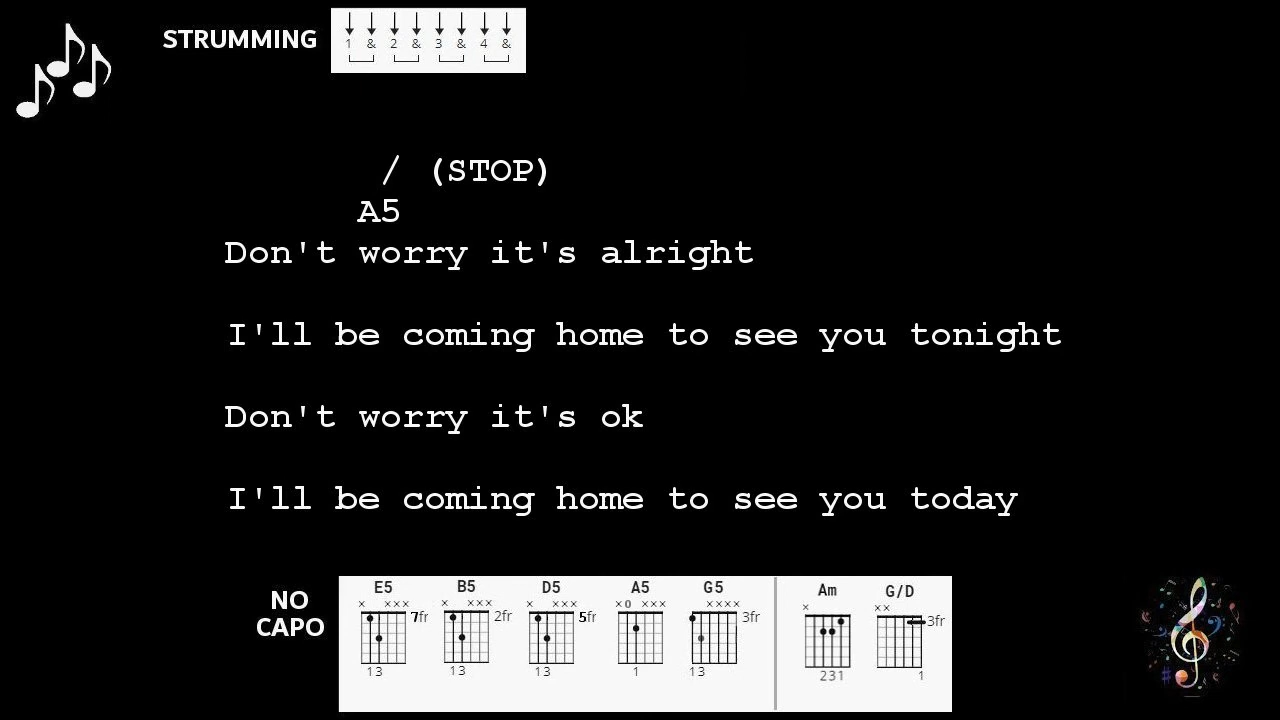 STRUMMING
1 & 2 & 3 & 4 &
/ (STOP)
A5
Don't worry it's alright
I'll be coming home to see you tonight
Don't worry it's ok
I'll be coming home to see you today
NO
CAPO
E5 B5 D5 A5 G5 Am G/D
× ××× × ××× × ××× ×o ××× ×××× × ××
7fr 2fr 5fr 3fr 3fr
13 13 13 1 13 231 1